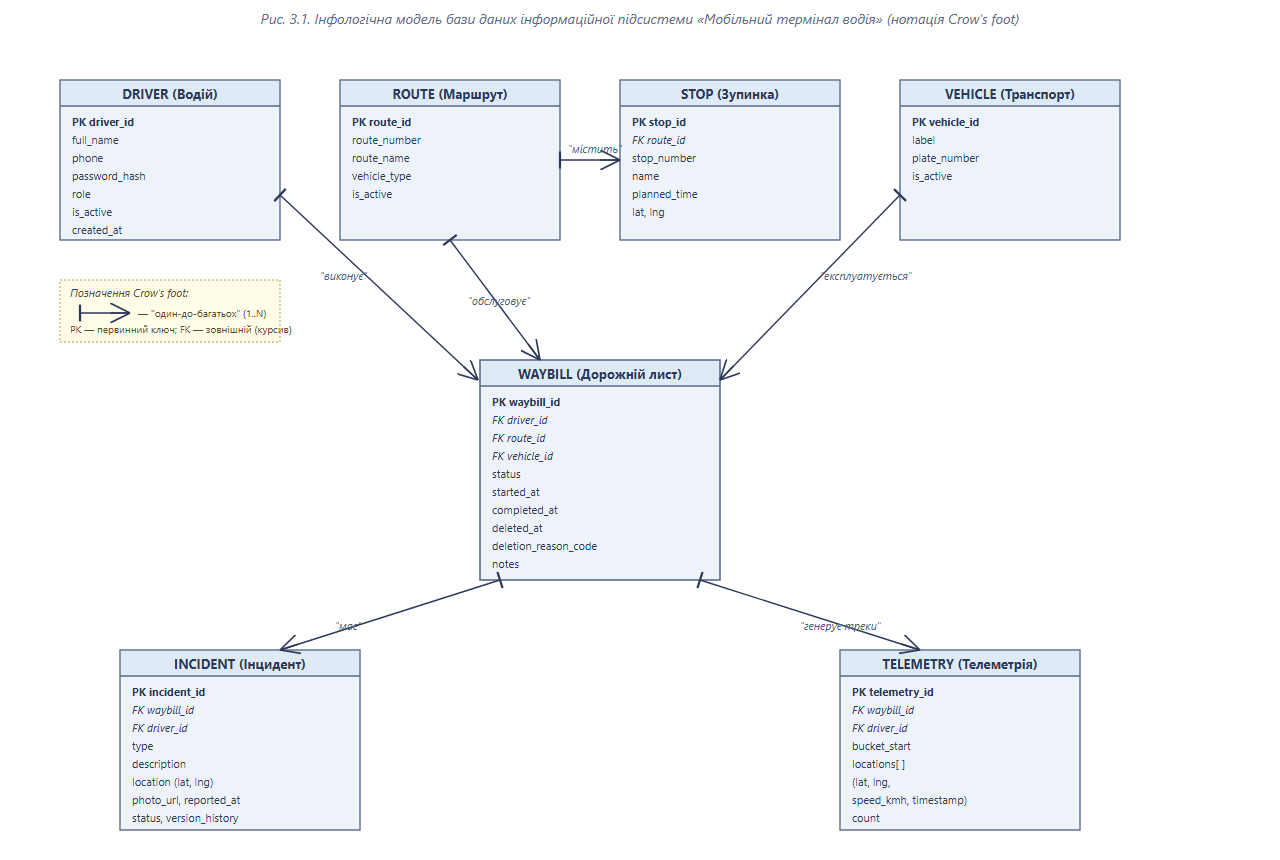 Рис. 3.1. Інфологічна модель бази даних інформаційної підсистеми «Мобільний термінал водія» (нотація Crow's foot)
DRIVER (Водій)
PK driver_id
full_name
phone
password_hash
role
is_active
created_at
ROUTE (Маршрут)
PK route_id
route_number
route_name
vehicle_type
is_active
"містить"
STOP (Зупинка)
PK stop_id
FK route_id
stop_number
name
planned_time
lat, lng
VEHICLE (Транспорт)
PK vehicle_id
label
plate_number
is_active
"виконує"
"обслуговує"
"експлуатується"
Позначення Crow's foot:
— "один-до-багатьох" (1..N)
PK — первинний ключ; FK — зовнішній (курсив)
WAYBILL (Дорожній лист)
PK waybill_id
FK driver_id
FK route_id
FK vehicle_id
status
started_at
completed_at
deleted_at
deletion_reason_code
notes
"має"
"генерує треки"
INCIDENT (Інцидент)
PK incident_id
FK waybill_id
FK driver_id
type
description
location (lat, lng)
photo_url, reported_at
status, version_history
TELEMETRY (Телеметрія)
PK telemetry_id
FK waybill_id
FK driver_id
bucket_start
locations[ ]
(lat, lng,
speed_kmh, timestamp)
count